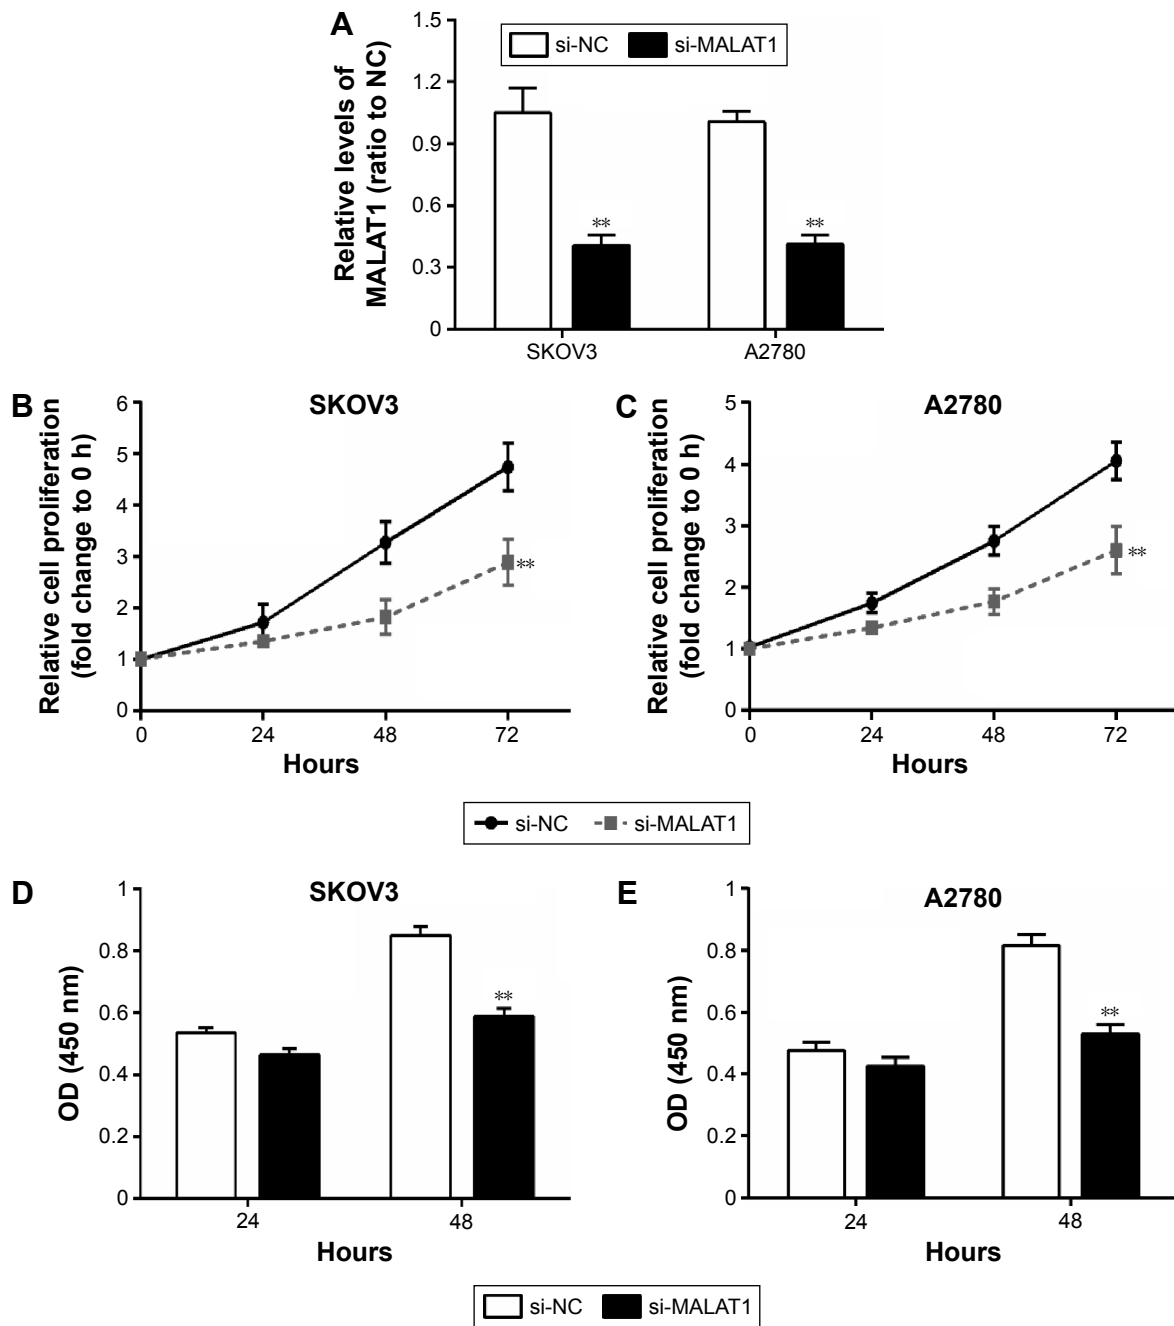 A
si-NC si-MALAT1
Relative levels of
MALAT1 (ratio to NC)
1.5
1.2
0.9
0.6
0.3
0
** **
SKOV3 A2780
B
SKOV3
Relative cell proliferation
(fold change to 0 h)
6
5
4
3
2
1
0
**
0 24 48 72
Hours
C
A2780
Relative cell proliferation
(fold change to 0 h)
5
4
3
2
1
0
**
0 24 48 72
Hours
si-NC si-MALAT1
D
SKOV3
OD (450 nm)
1
0.8
0.6
0.4
0.2
0
**
24 48
Hours
E
A2780
OD (450 nm)
1
0.8
0.6
0.4
0.2
0
**
24 48
Hours
si-NC si-MALAT1